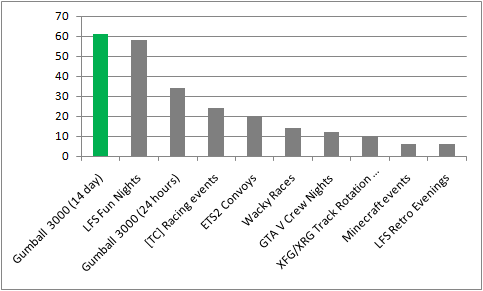 70
60
50
40
30
20
10
0
Gumball 3000 (14 day)
LFS Fun Nights
Gumball 3000 (24 hours)
[TC] Racing events
ETS2 Convoys
Wacky Races
GTA V Crew Nights
XFG/XRG Track Rotation ...
Minecraft events
LFS Retro Evenings